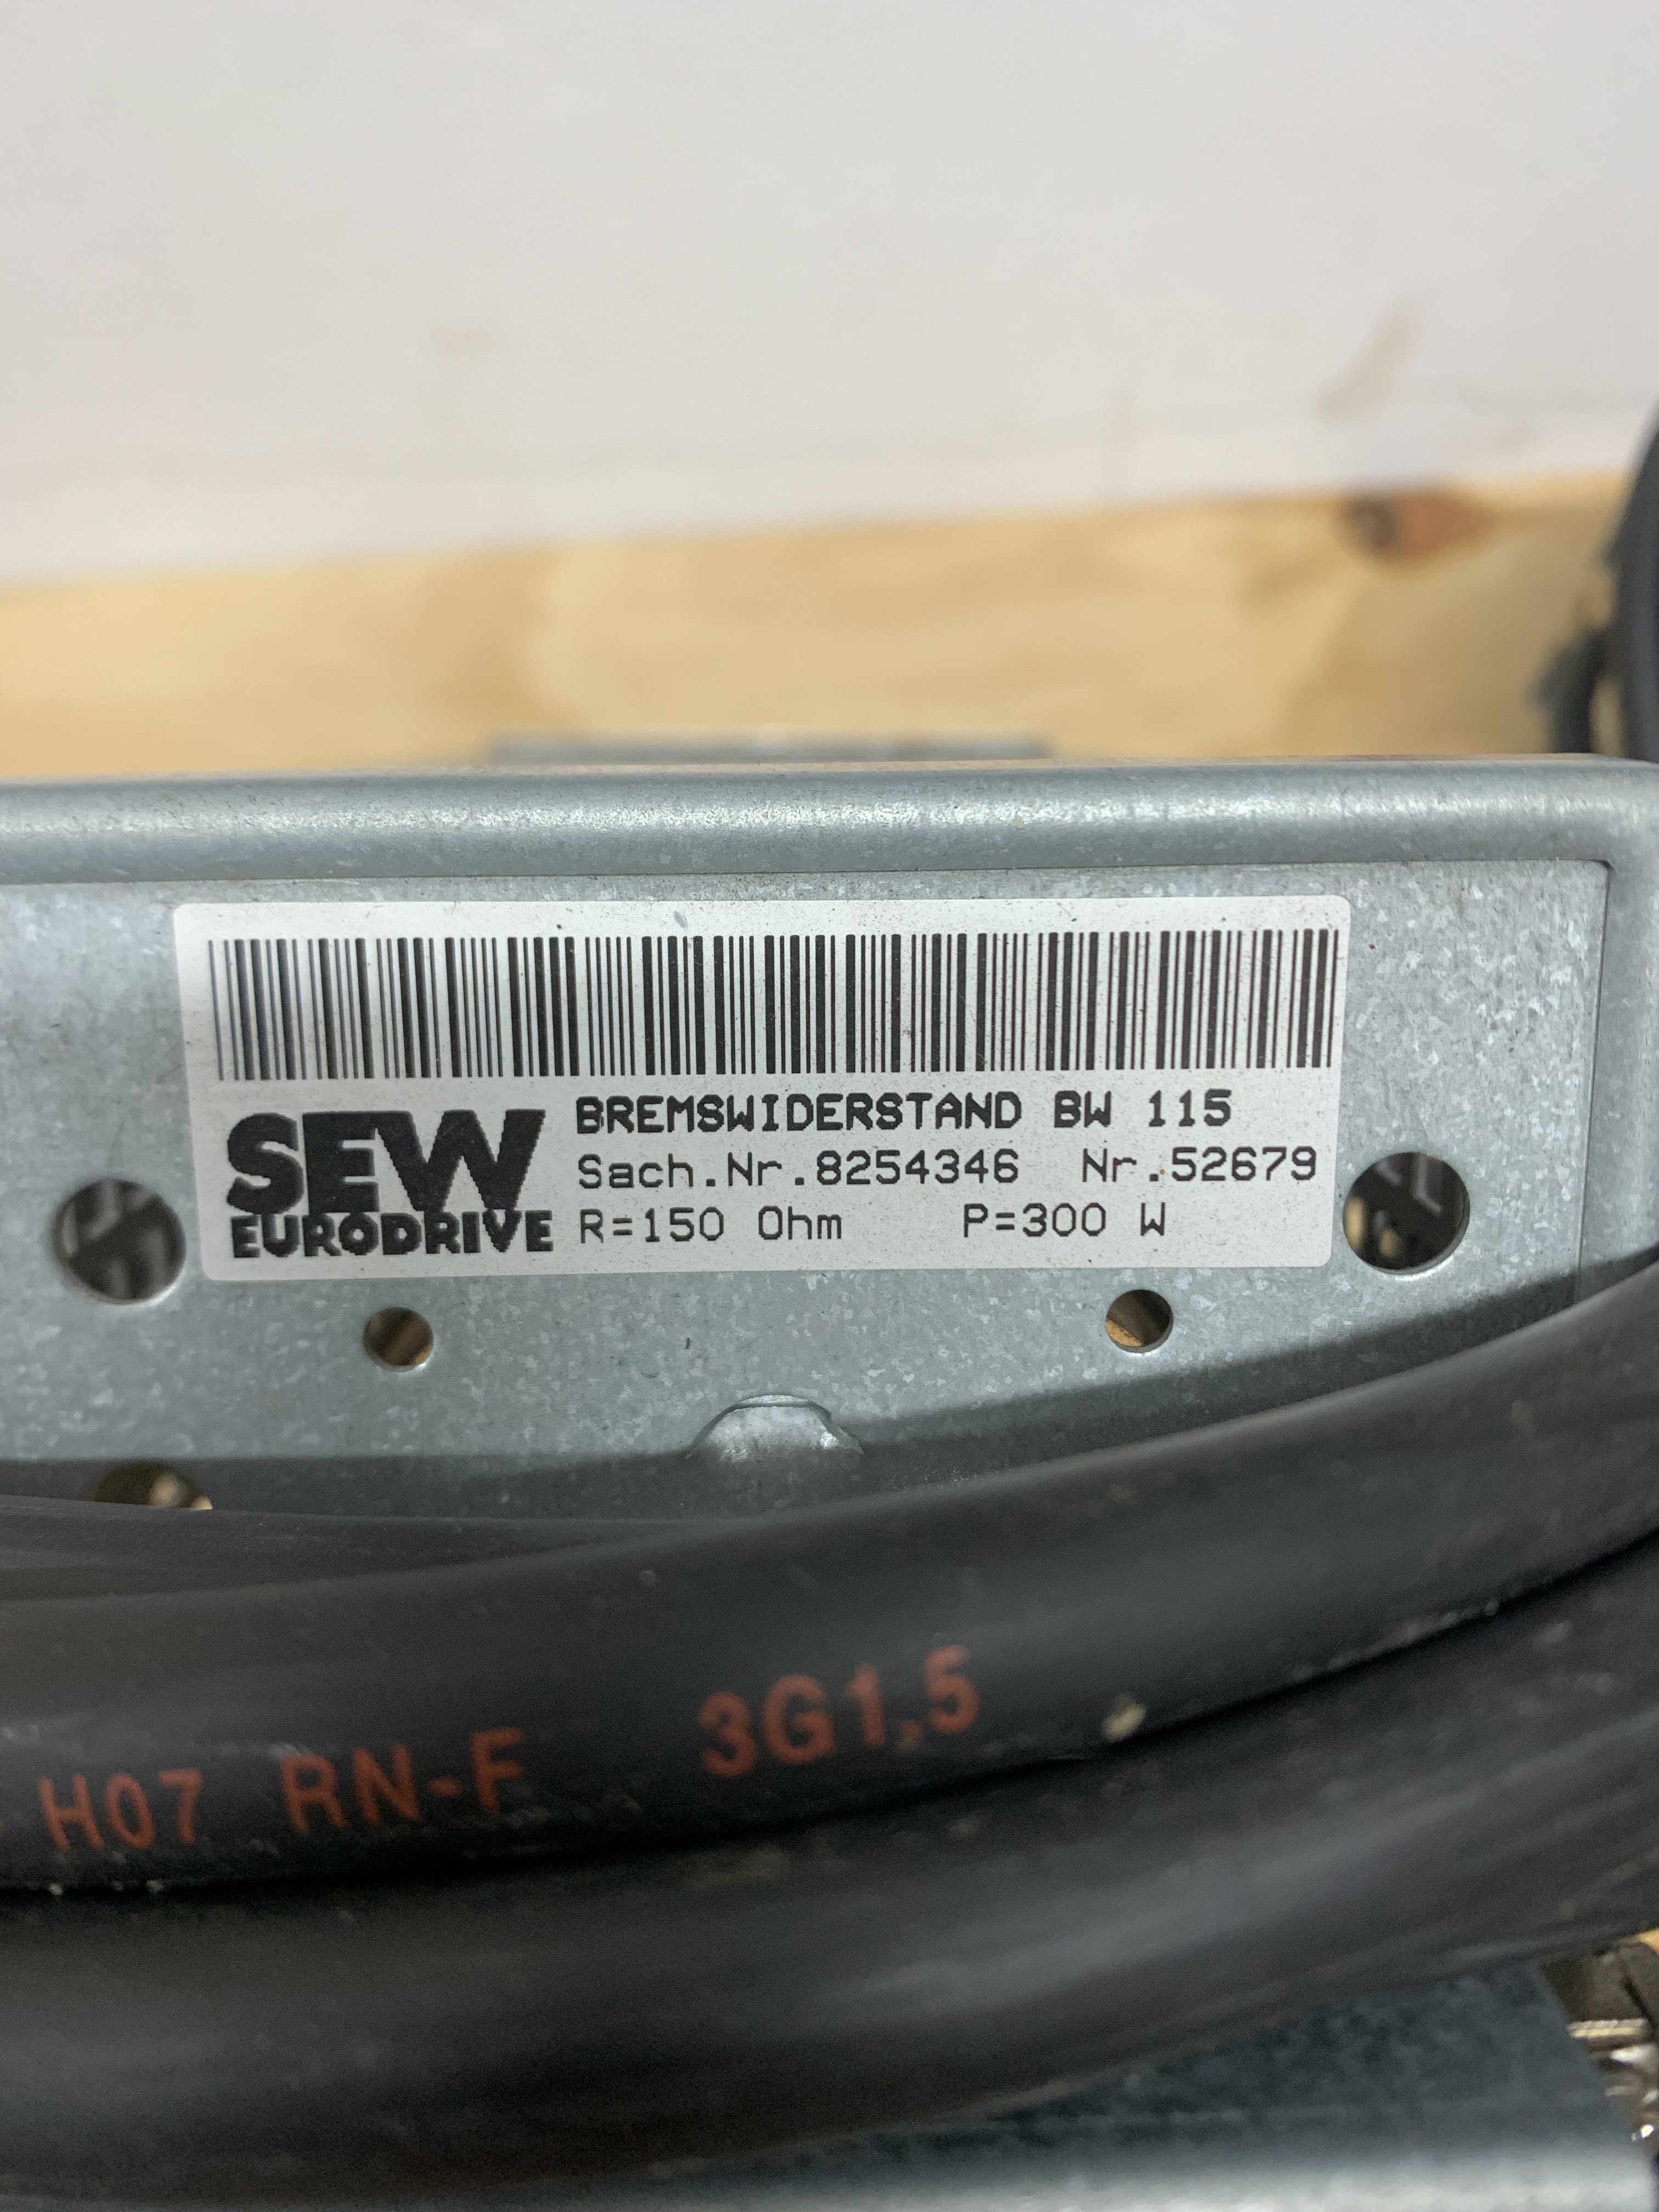 BREMSWIDERSTAND BW 115
SEW
Sach.Nr.8254346 Nr.52679
EURODRIVE
R=150 Ohm P=300 W
H07 RN-F 3G1,5